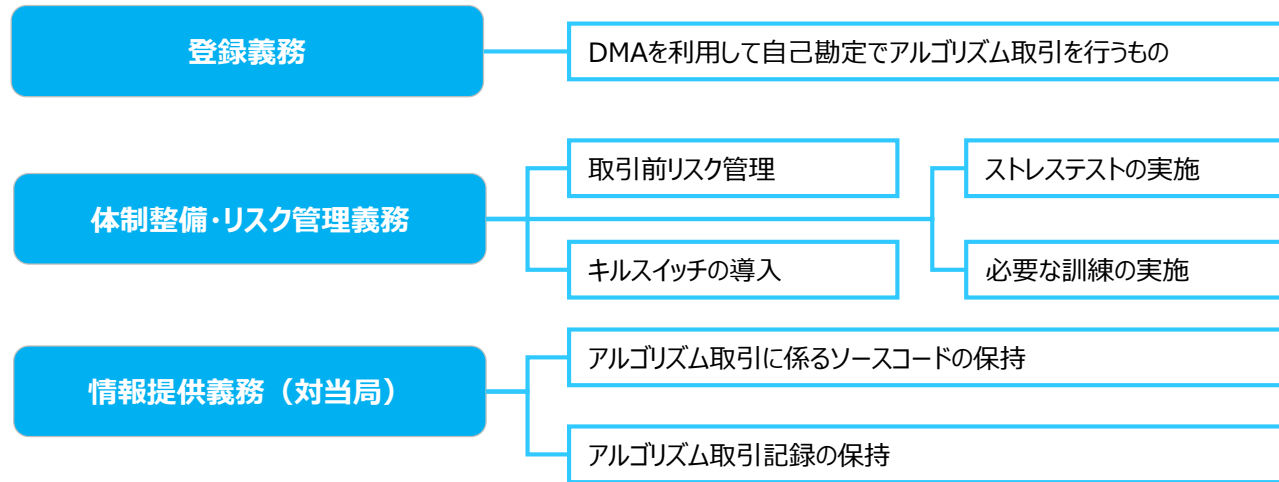 登録義務
DMAを利用して自己勘定でアルゴリズム取引を行うもの
体制整備・リスク管理義務
取引前リスク管理
ストレステストの実施
キルスイッチの導入
必要な訓練の実施
情報提供義務（対当局）
アルゴリズム取引に係るソースコードの保持
アルゴリズム取引記録の保持